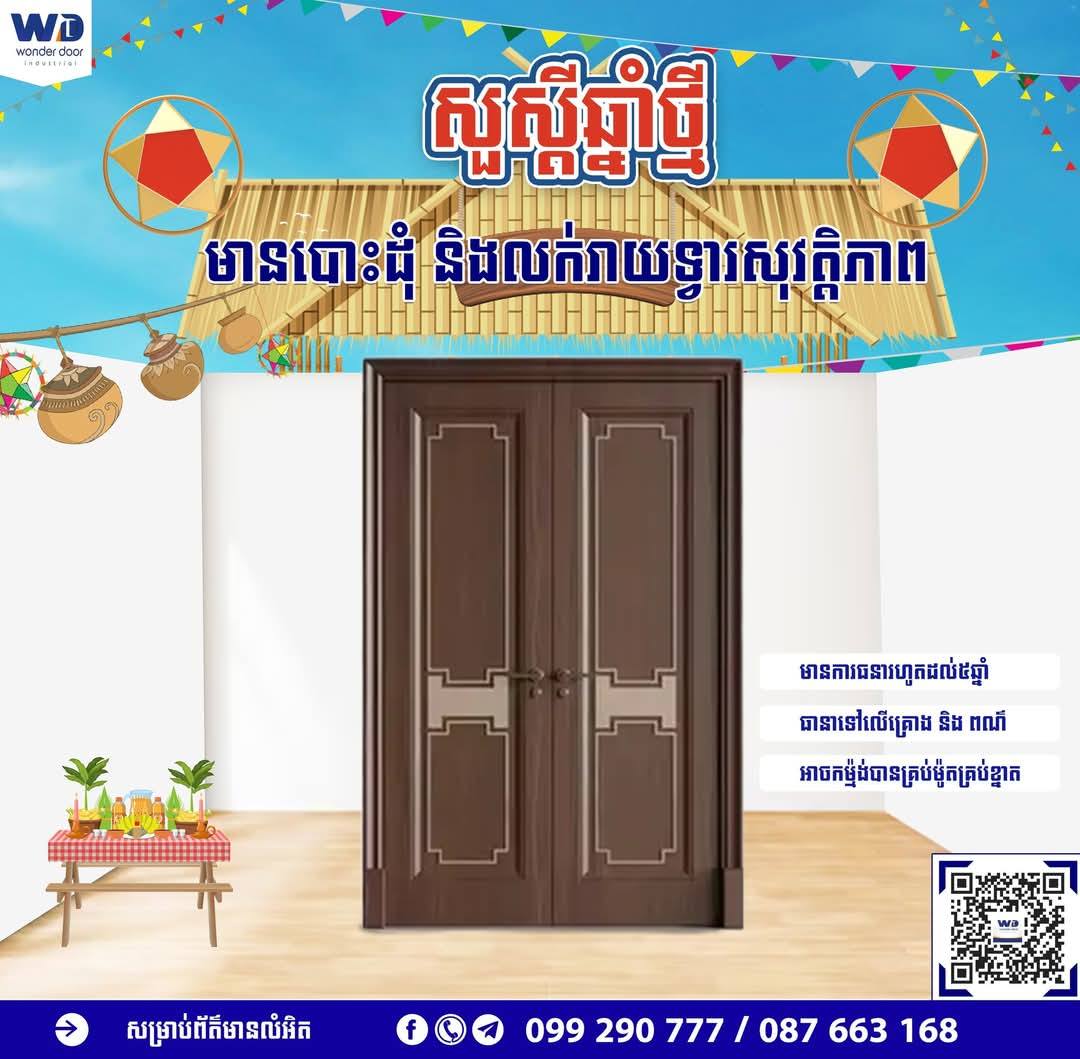 WD
wonder door
industrial
សួស្តីឆ្នាំថ្មី
មានបោះដុំ និងលក់រាយទ្វារសុវត្តិភាព
មានការធនារហូតដល់៥ឆ្នាំ
ធានាទៅលើគ្រោង និង ពណ៌
អាចកម្ម៉ង់បានគ្រប់ម៉ូតគ្រប់ខ្នាត
សម្រាប់ព័ត៌មានលំអិត
099 290 777 / 087 663 168